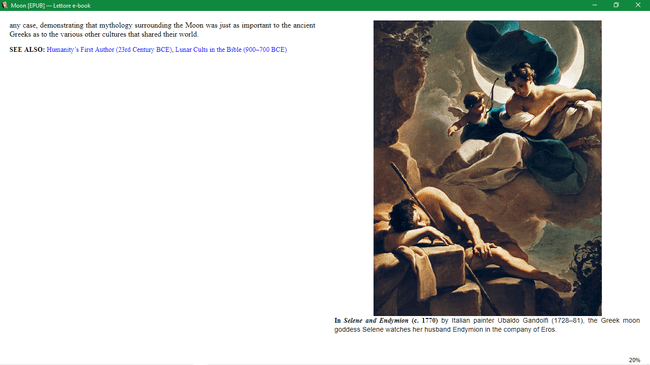 Moon [EPUB] — Lettore e-book
any case, demonstrating that mythology surrounding the Moon was just as important to the ancient
Greeks as to the various other cultures that shared their world.
SEE ALSO: Humanity's First Author (23rd Century BCE), Lunar Cults in the Bible (900–700 BCE)
In Selene and Endymion (c. 1770) by Italian painter Ubaldo Gandolfi (1728–81), the Greek moon
goddess Selene watches her husband Endymion in the company of Eros.
20%